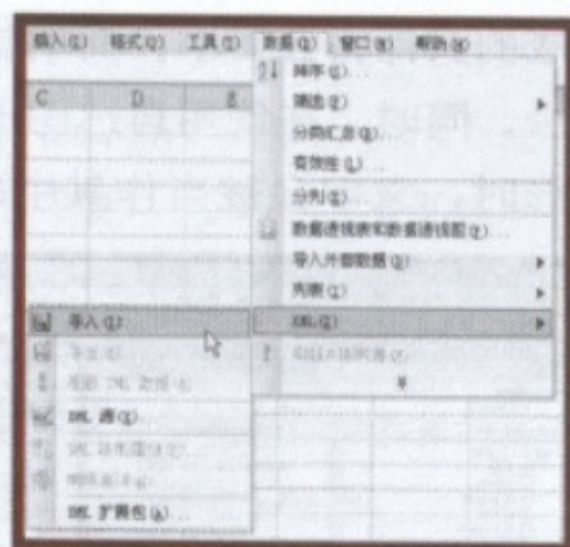 插入(I) 格式(O) 工具(T) 数据(D) 窗口(W) 帮助(H)
C D E
排序(S)...
筛选(F)
分类汇总(B)...
有效性(L)...
分列(E)...
数据透视表和数据透视图(P)...
导入外部数据(D)
列表(I)
XML(X)
导入(I)...
XML 源(X)...
XML 扩展包(A)...